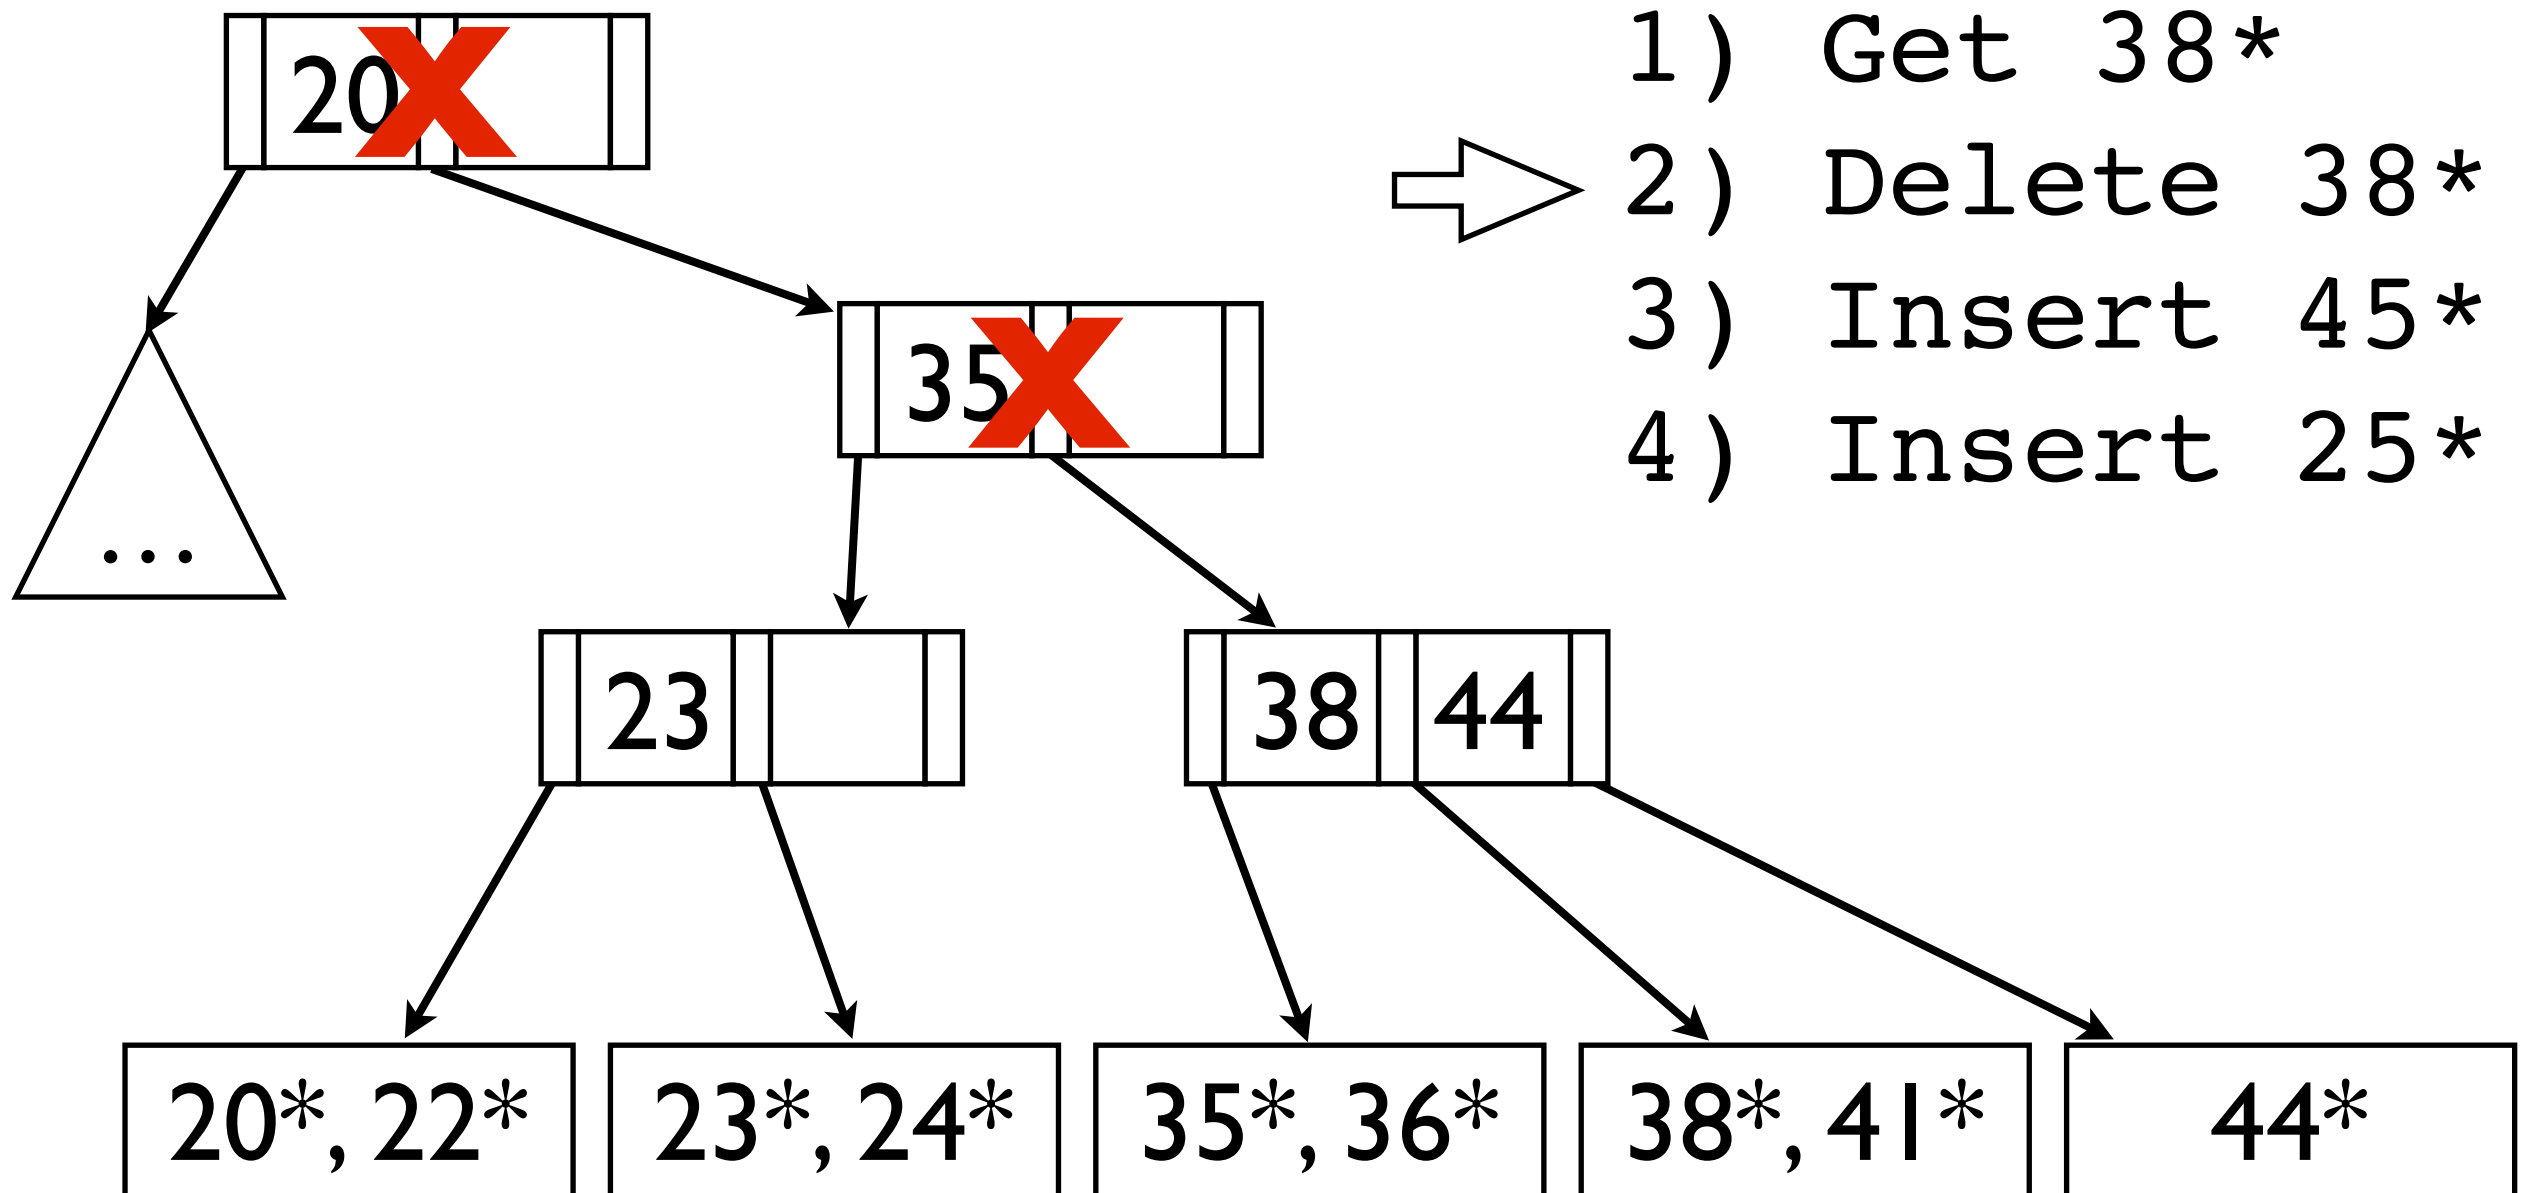 20 X
1) Get 38*
2) Delete 38*
3) Insert 45*
4) Insert 25*
35 X
...
23
38 44
20*, 22*
23*, 24*
35*, 36*
38*, 41*
44*